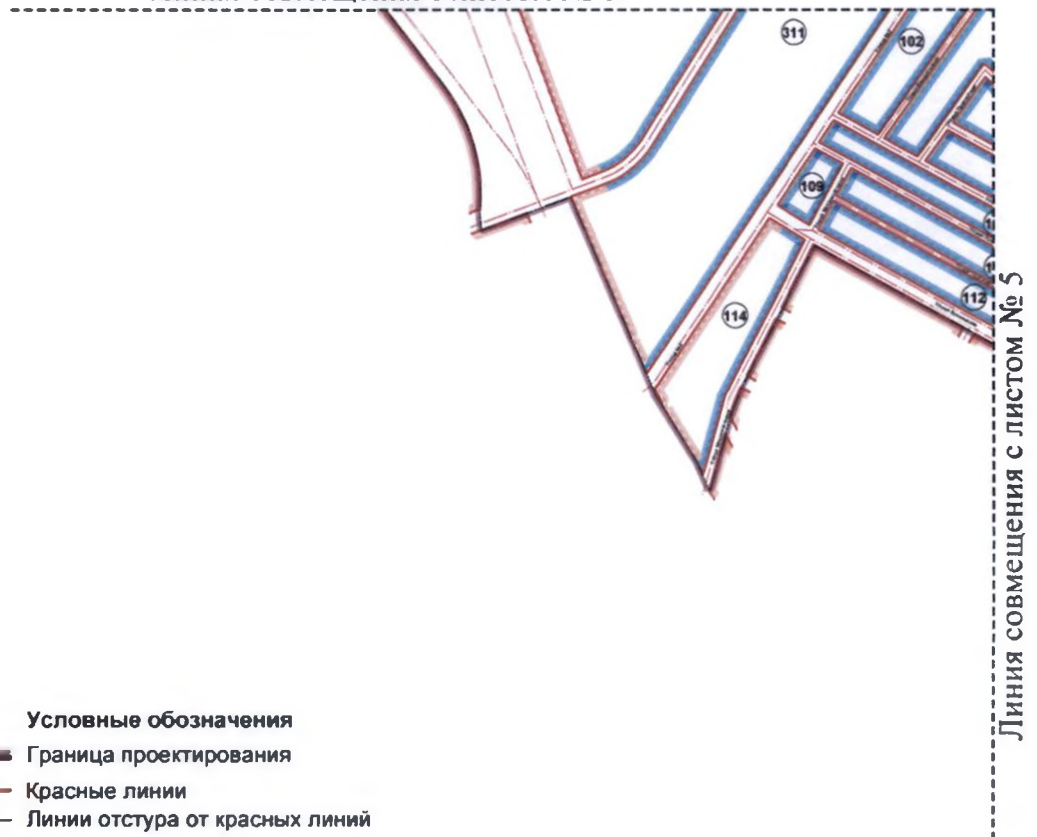 311
102
109
114
112
Линия совмещения с листом № 5
Условные обозначения
Граница проектирования
Красные линии
Линии отстура от красных линий